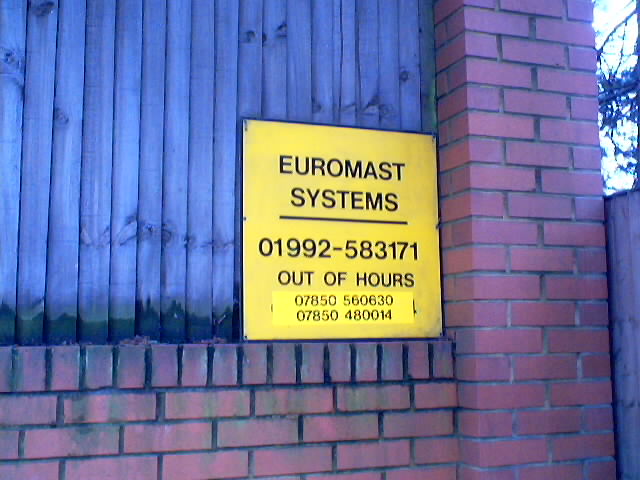 EUROMAST
SYSTEMS
01992-583171
OUT OF HOURS
07850 560630
07850 480014